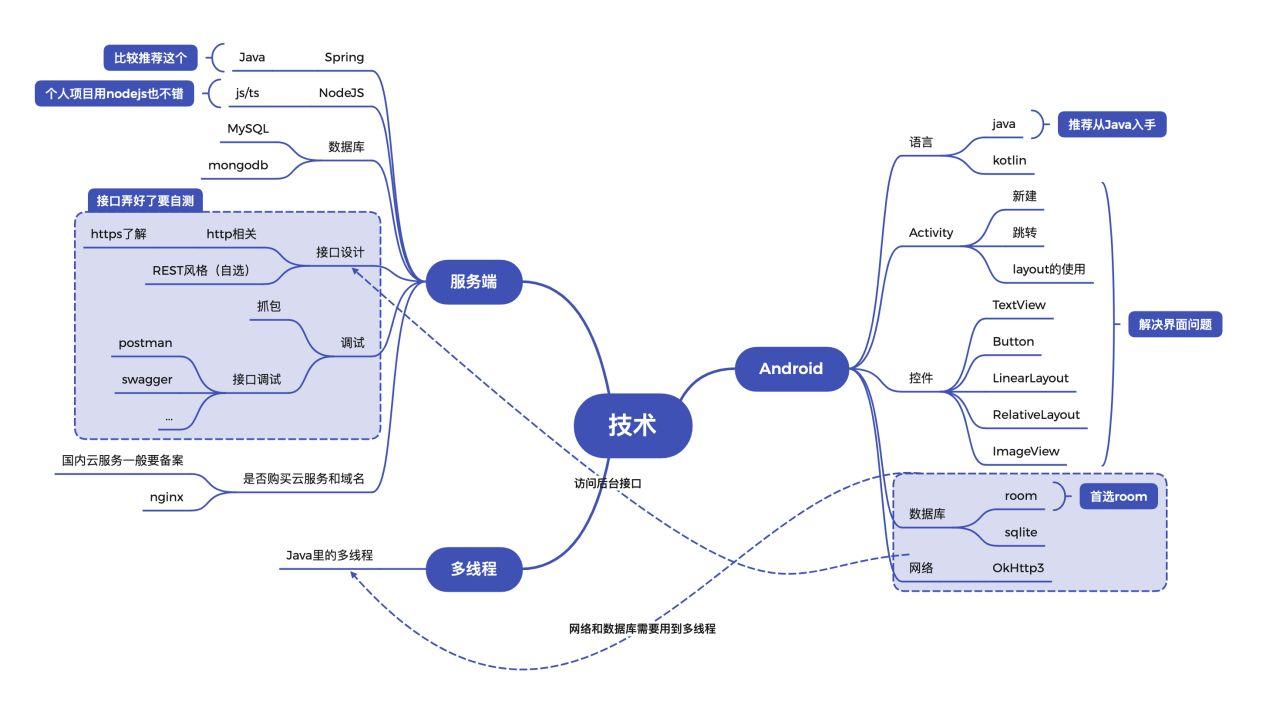 技术
服务端
Spring
Java
比较推荐这个
NodeJS
js/ts
个人项目用nodejs也不错
数据库
MySQL
mongodb
接口弄好了要自测
接口设计
http相关
https了解
REST风格（自选）
调试
抓包
接口调试
postman
swagger
...
是否购买云服务和域名
国内云服务一般要备案
nginx
多线程
Java里的多线程
Android
语言
java
推荐从Java入手
kotlin
Activity
新建
跳转
layout的使用
控件
TextView
Button
LinearLayout
RelativeLayout
ImageView
解决界面问题
数据库
room
首选room
sqlite
网络
OkHttp3
访问后台接口
网络和数据库需要用到多线程